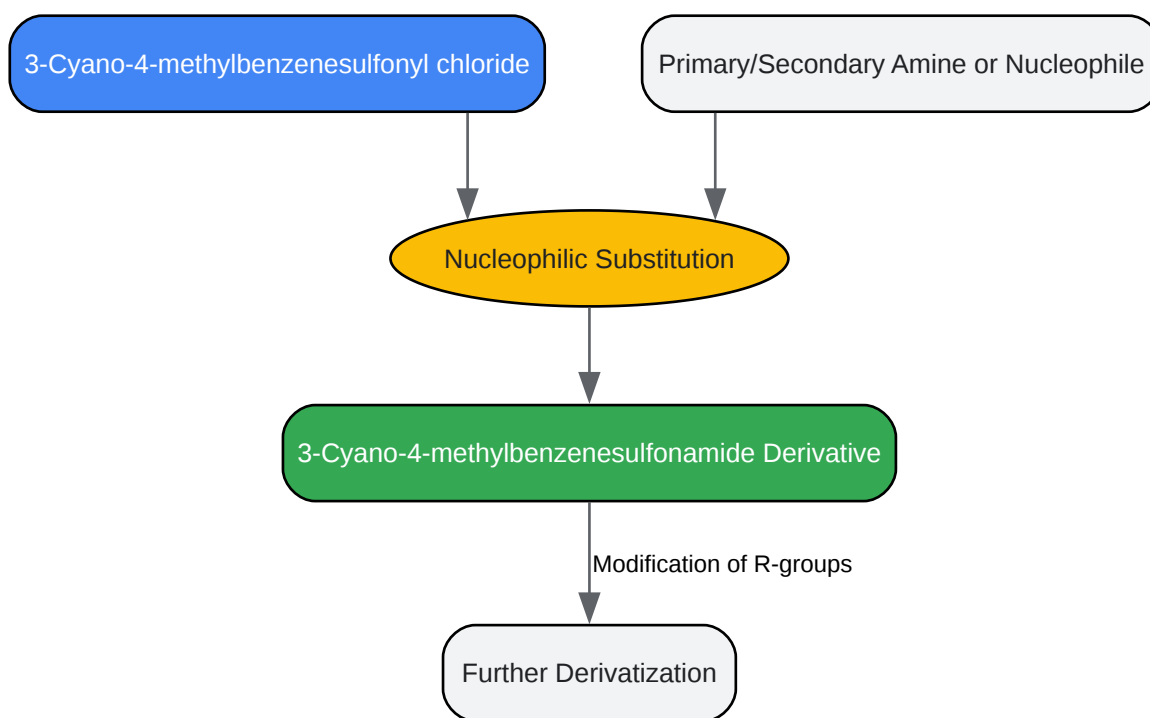 3-Cyano-4-methylbenzenesulfonyl chloride
Primary/Secondary Amine or Nucleophile
Nucleophilic Substitution
3-Cyano-4-methylbenzenesulfonamide Derivative
Modification of R-groups
Further Derivatization